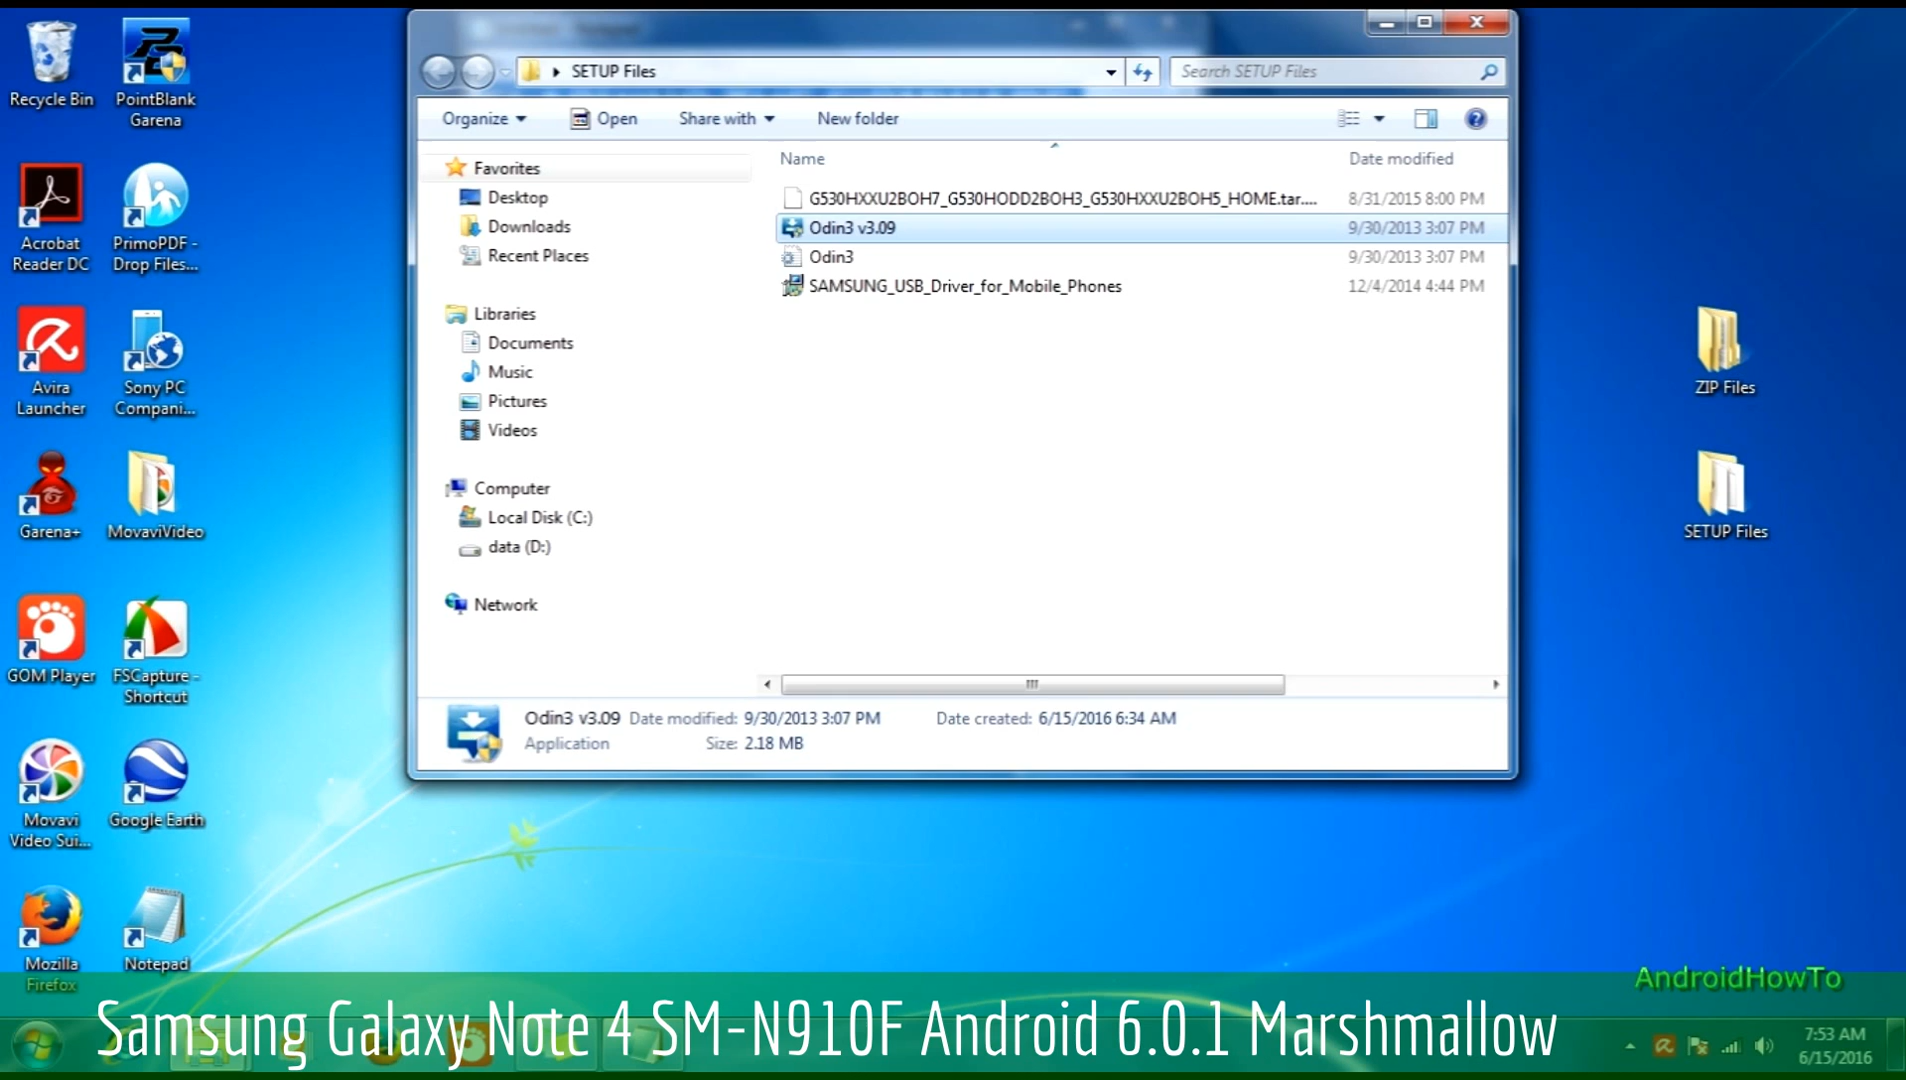 Recycle Bin
PointBlank
Garena
Acrobat
Reader DC
PrimoPDF -
Drop Files...
Avira
Launcher
Sony PC
Compani...
Garena+
MovaviVideo
GOM Player
FSCapture -
Shortcut
Movavi
Video Sui...
Google Earth
Mozilla
Firefox
Notepad
SETUP Files
Search SETUP Files
Organize
Open
Share with
New folder
Name
Date modified
Favorites
Desktop
Downloads
Recent Places
Libraries
Documents
Music
Pictures
Videos
Computer
Local Disk (C:)
data (D:)
Network
G530HXXU2BOH7_G530HODD2BOH3_G530HXXU2BOH5_HOME.tar.... 8/31/2015 8:00 PM
Odin3 v3.09 9/30/2013 3:07 PM
Odin3 9/30/2013 3:07 PM
SAMSUNG_USB_Driver_for_Mobile_Phones 12/4/2014 4:44 PM
Odin3 v3.09 Date modified: 9/30/2013 3:07 PM Date created: 6/15/2016 6:34 AM
Application Size: 2.18 MB
ZIP Files
SETUP Files
AndroidHowTo
Samsung Galaxy Note 4 SM-N910F Android 6.0.1 Marshmallow
7:53 AM
6/15/2016